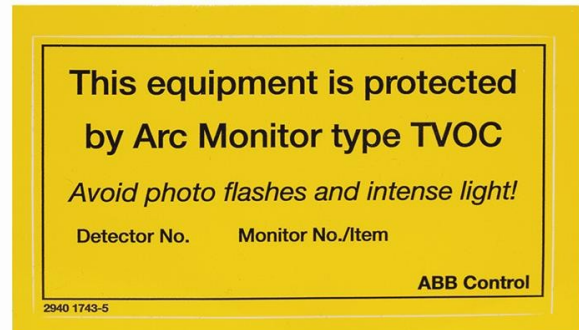 This equipment is protected
by Arc Monitor type TVOC
Avoid photo flashes and intense light!
Detector No. Monitor No./Item
ABB Control
2940 1743-5